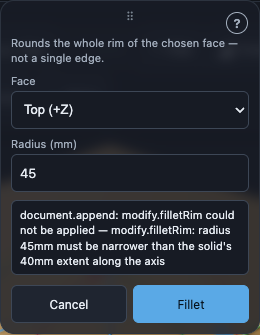 ?
Rounds the whole rim of the chosen face —
not a single edge.
Face
Top (+Z)
Radius (mm)
45
document.append: modify.filletRim could
not be applied — modify.filletRim: radius
45mm must be narrower than the solid's
40mm extent along the axis
Cancel
Fillet